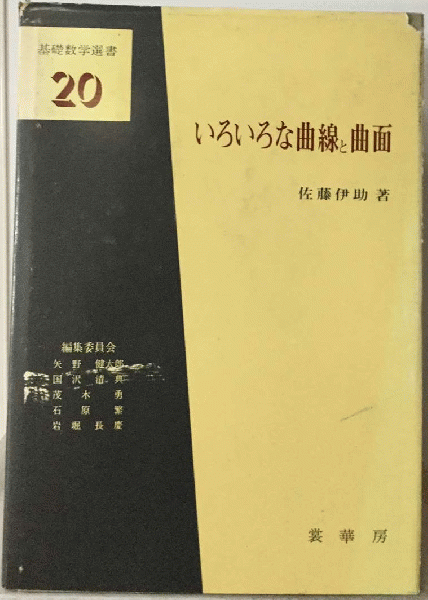 基礎数学選書
20
いろいろな曲線と曲面
佐藤伊助 著
編集委員会
矢野健太郎
国沢清典
茂木勇
石原繁
岩堀長慶
裳華房